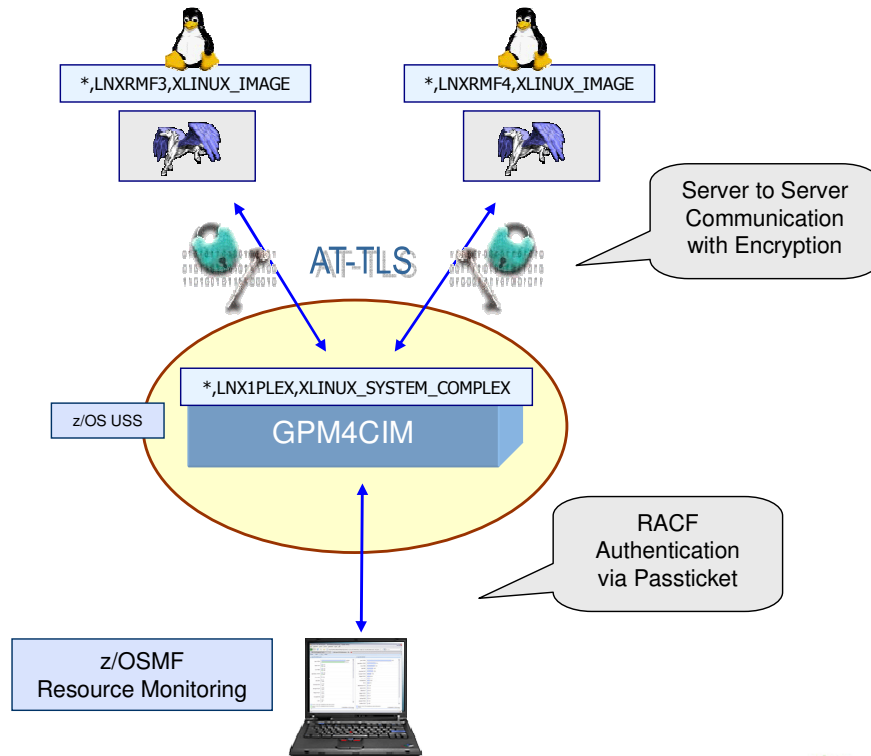 *,LNXRMF3,XLINUX_IMAGE
*,LNXRMF4,XLINUX_IMAGE
Server to Server
Communication
with Encryption
AT-TLS
*,LNX1PLEX,XLINUX_SYSTEM_COMPLEX
z/OS USS
GPM4CIM
RACF
Authentication
via Passticket
z/OSMF
Resource Monitoring